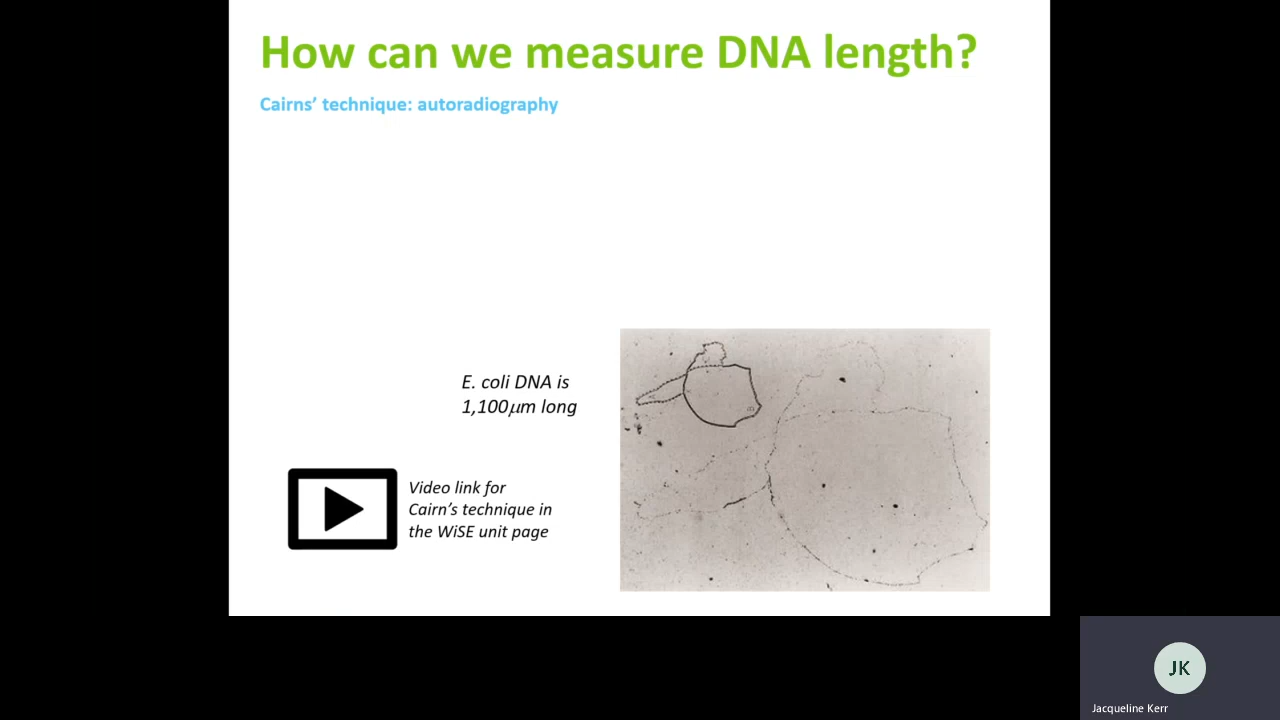 How can we measure DNA length?
Cairns’ technique: autoradiography
E. coli DNA is
1,100μm long
Video link for
Cairn’s technique in
the WiSE unit page
JK
Jacqueline Kerr